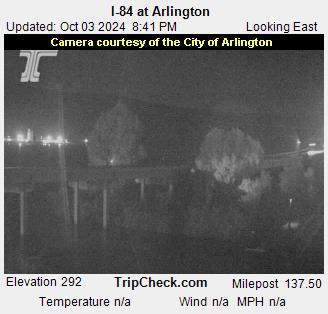 I-84 at Arlington
Updated: Oct 03 2024 8:41 PM Looking East
Camera courtesy of the City of Arlington
Elevation 292 TripCheck.com Milepost 137.50
Temperature n/a Wind n/a MPH n/a